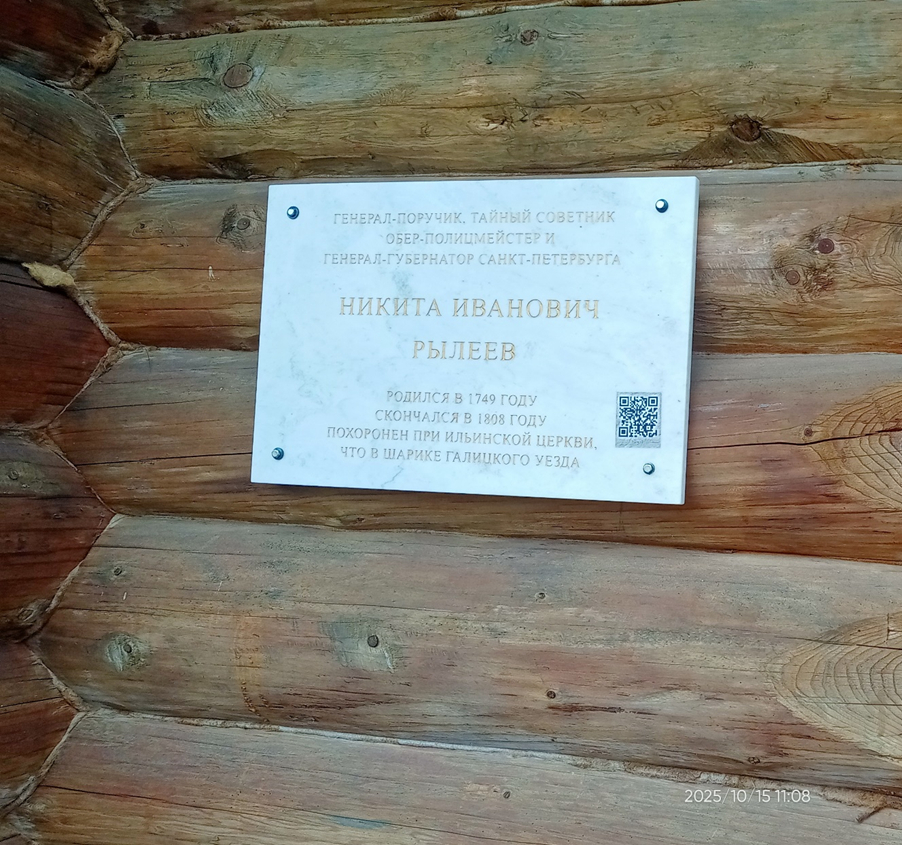 ГЕНЕРАЛ-ПОРУЧИК, ТАЙНЫЙ СОВЕТНИК
ОБЕР-ПОЛИЦМЕЙСТЕР И
ГЕНЕРАЛ-ГУБЕРНАТОР САНКТ-ПЕТЕРБУРГА
НИКИТА ИВАНОВИЧ
РЫЛЕЕВ
РОДИЛСЯ В 1749 ГОДУ
СКОНЧАЛСЯ В 1808 ГОДУ
ПОХОРОНЕН ПРИ ИЛЬИНСКОЙ ЦЕРКВИ,
ЧТО В ШАРИКЕ ГАЛИЦКОГО УЕЗДА
2025/10/15 11:08